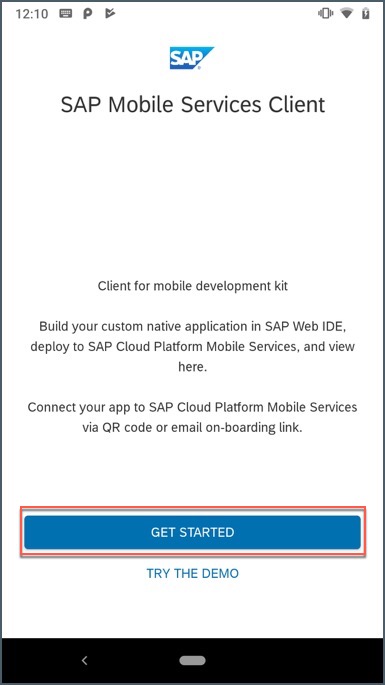 12:10
SAP
SAP Mobile Services Client
Client for mobile development kit
Build your custom native application in SAP Web IDE,
deploy to SAP Cloud Platform Mobile Services, and view
here.
Connect your app to SAP Cloud Platform Mobile Services
via QR code or email on-boarding link.
GET STARTED
TRY THE DEMO